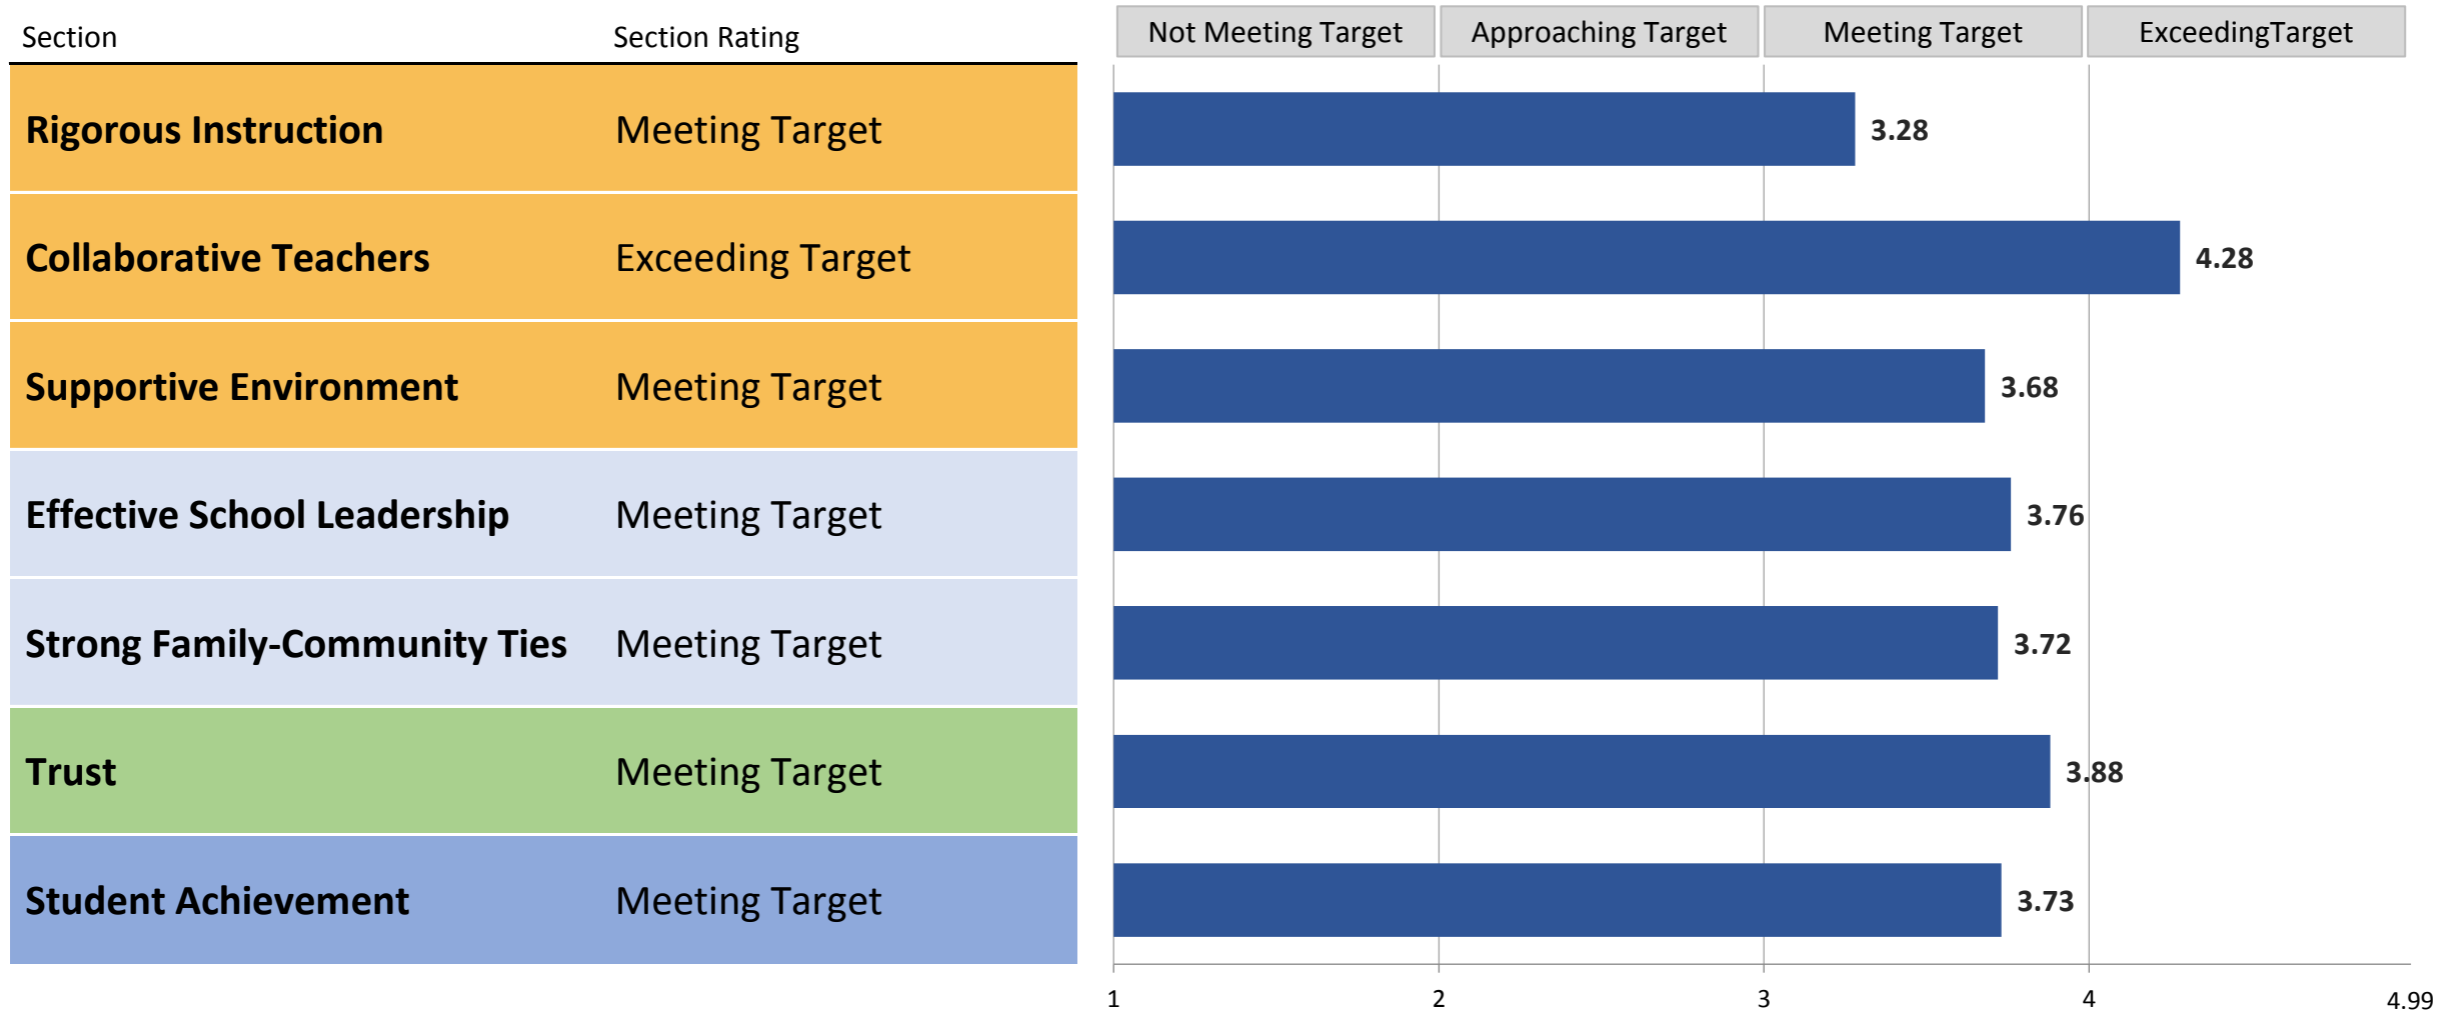 Section Section Rating Not Meeting Target Approaching Target Meeting Target ExceedingTarget
Rigorous Instruction Meeting Target 3.28
Collaborative Teachers Exceeding Target 4.28
Supportive Environment Meeting Target 3.68
Effective School Leadership Meeting Target 3.76
Strong Family-Community Ties Meeting Target 3.72
Trust Meeting Target 3.88
Student Achievement Meeting Target 3.73
1 2 3 4 4.99